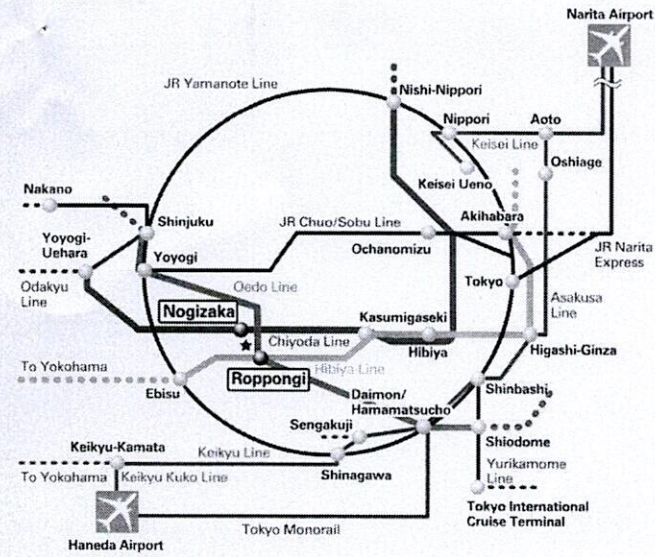 Narita Airport
JR Yamanote Line
Nishi-Nippori
Nippori
Aoto
Keisei Line
Oshiage
Keisei Ueno
Nakano
Shinjuku
JR Chuo/Sobu Line
Akihabara
Yoyogi-
Uehara
Yoyogi
Ochanomizu
JR Narita
Express
Odakyu
Line
Oedo Line
Tokyo
Asakusa
Line
Nogizaka
Kasumigaseki
Chiyoda Line
Hibiya
Higashi-Ginza
To Yokohama
Hibiya Line
Roppongi
Ebisu
Daimon/
Hamamatsucho
Shinbashi
Sengakuji
Shiodome
Keikyu-Kamata
Keikyu Line
To Yokohama
Keikyu Kuko Line
Shinagawa
Yurikamome
Line
Tokyo International
Cruise Terminal
Tokyo Monorail
Haneda Airport